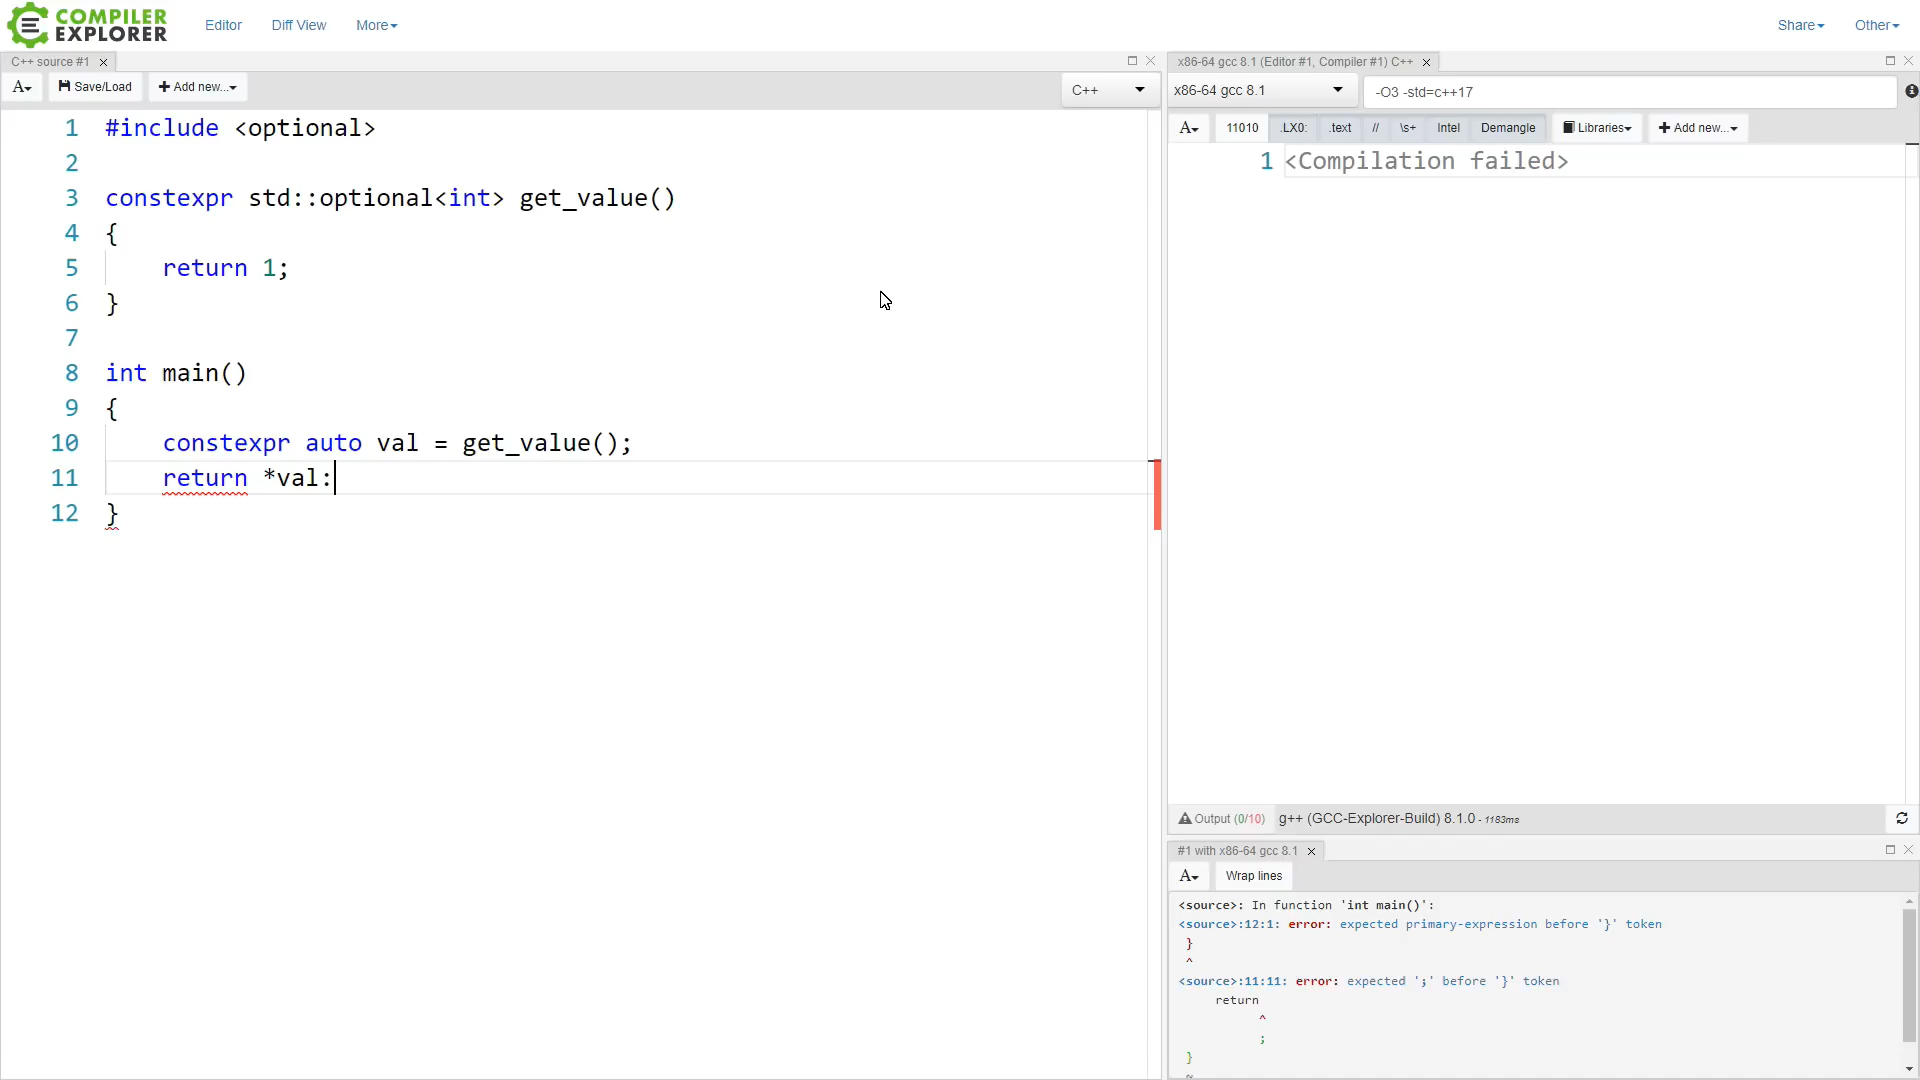 COMPILER
EXPLORER
Editor
Diff View
More
Share
Other
C++ source #1
A
Save/Load
Add new...
C++
1 #include <optional>
2
3 constexpr std::optional<int> get_value()
4 {
5 return 1;
6 }
7
8 int main()
9 {
10 constexpr auto val = get_value();
11 return *val:
12 }
x86-64 gcc 8.1 (Editor #1, Compiler #1) C++
x86-64 gcc 8.1
-O3 -std=c++17
A
11010
.LX0:
.text
//
\s+
Intel
Demangle
Libraries
Add new...
1 <Compilation failed>
Output (0/10)
g++ (GCC-Explorer-Build) 8.1.0 - 1183ms
#1 with x86-64 gcc 8.1
A
Wrap lines
<source>: In function 'int main()':
<source>:12:1: error: expected primary-expression before '}' token
}
^
<source>:11:11: error: expected ';' before '}' token
return
^
;
}
~